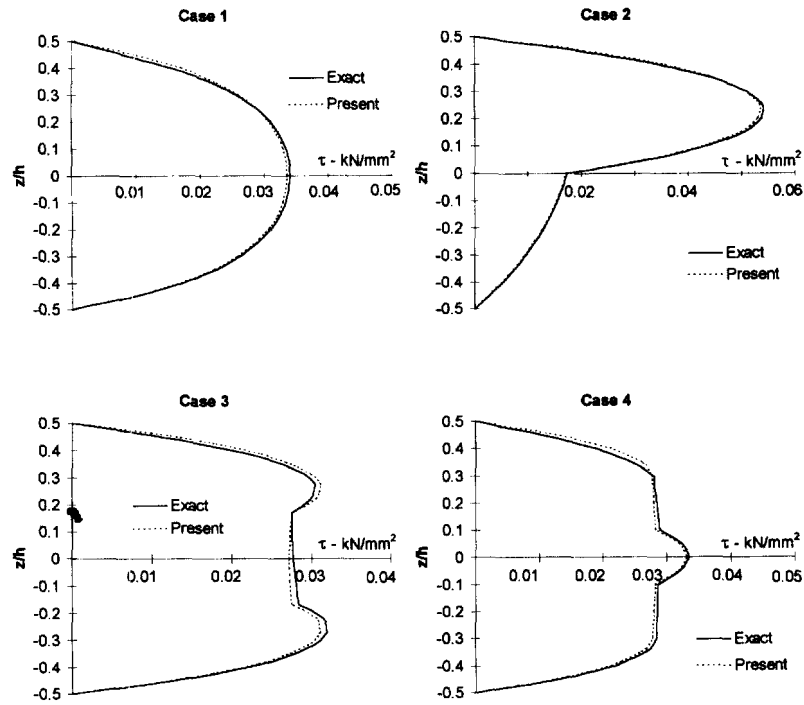 Case 1
0.5
0.4
0.3
0.2
0.1
0
-0.1
-0.2
-0.3
-0.4
-0.5
z/h
Exact
Present
τ - kN/mm²
0.01 0.02 0.03 0.04 0.05
Case 2
0.5
0.4
0.3
0.2
0.1
0
-0.1
-0.2
-0.3
-0.4
-0.5
z/h
τ - kN/mm²
0.02 0.04 0.06
Exact
Present
Case 3
0.5
0.4
0.3
0.2
0.1
0
-0.1
-0.2
-0.3
-0.4
-0.5
z/h
Exact
Present
τ - kN/mm²
0.01 0.02 0.03 0.04
Case 4
0.5
0.4
0.3
0.2
0.1
0
-0.1
-0.2
-0.3
-0.4
-0.5
z/h
τ - kN/mm²
0.01 0.02 0.03 0.04 0.05
Exact
Present